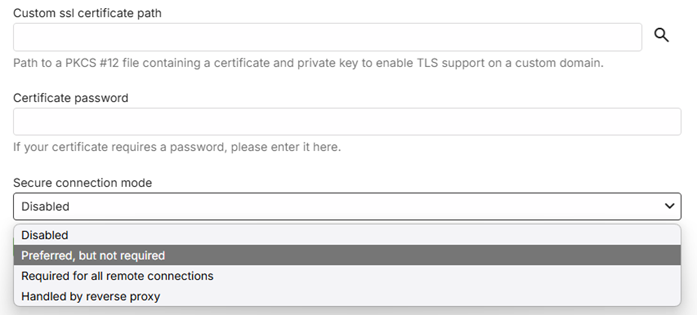 Custom ssl certificate path
Path to a PKCS #12 file containing a certificate and private key to enable TLS support on a custom domain.
Certificate password
If your certificate requires a password, please enter it here.
Secure connection mode
Disabled
Disabled
Preferred, but not required
Required for all remote connections
Handled by reverse proxy